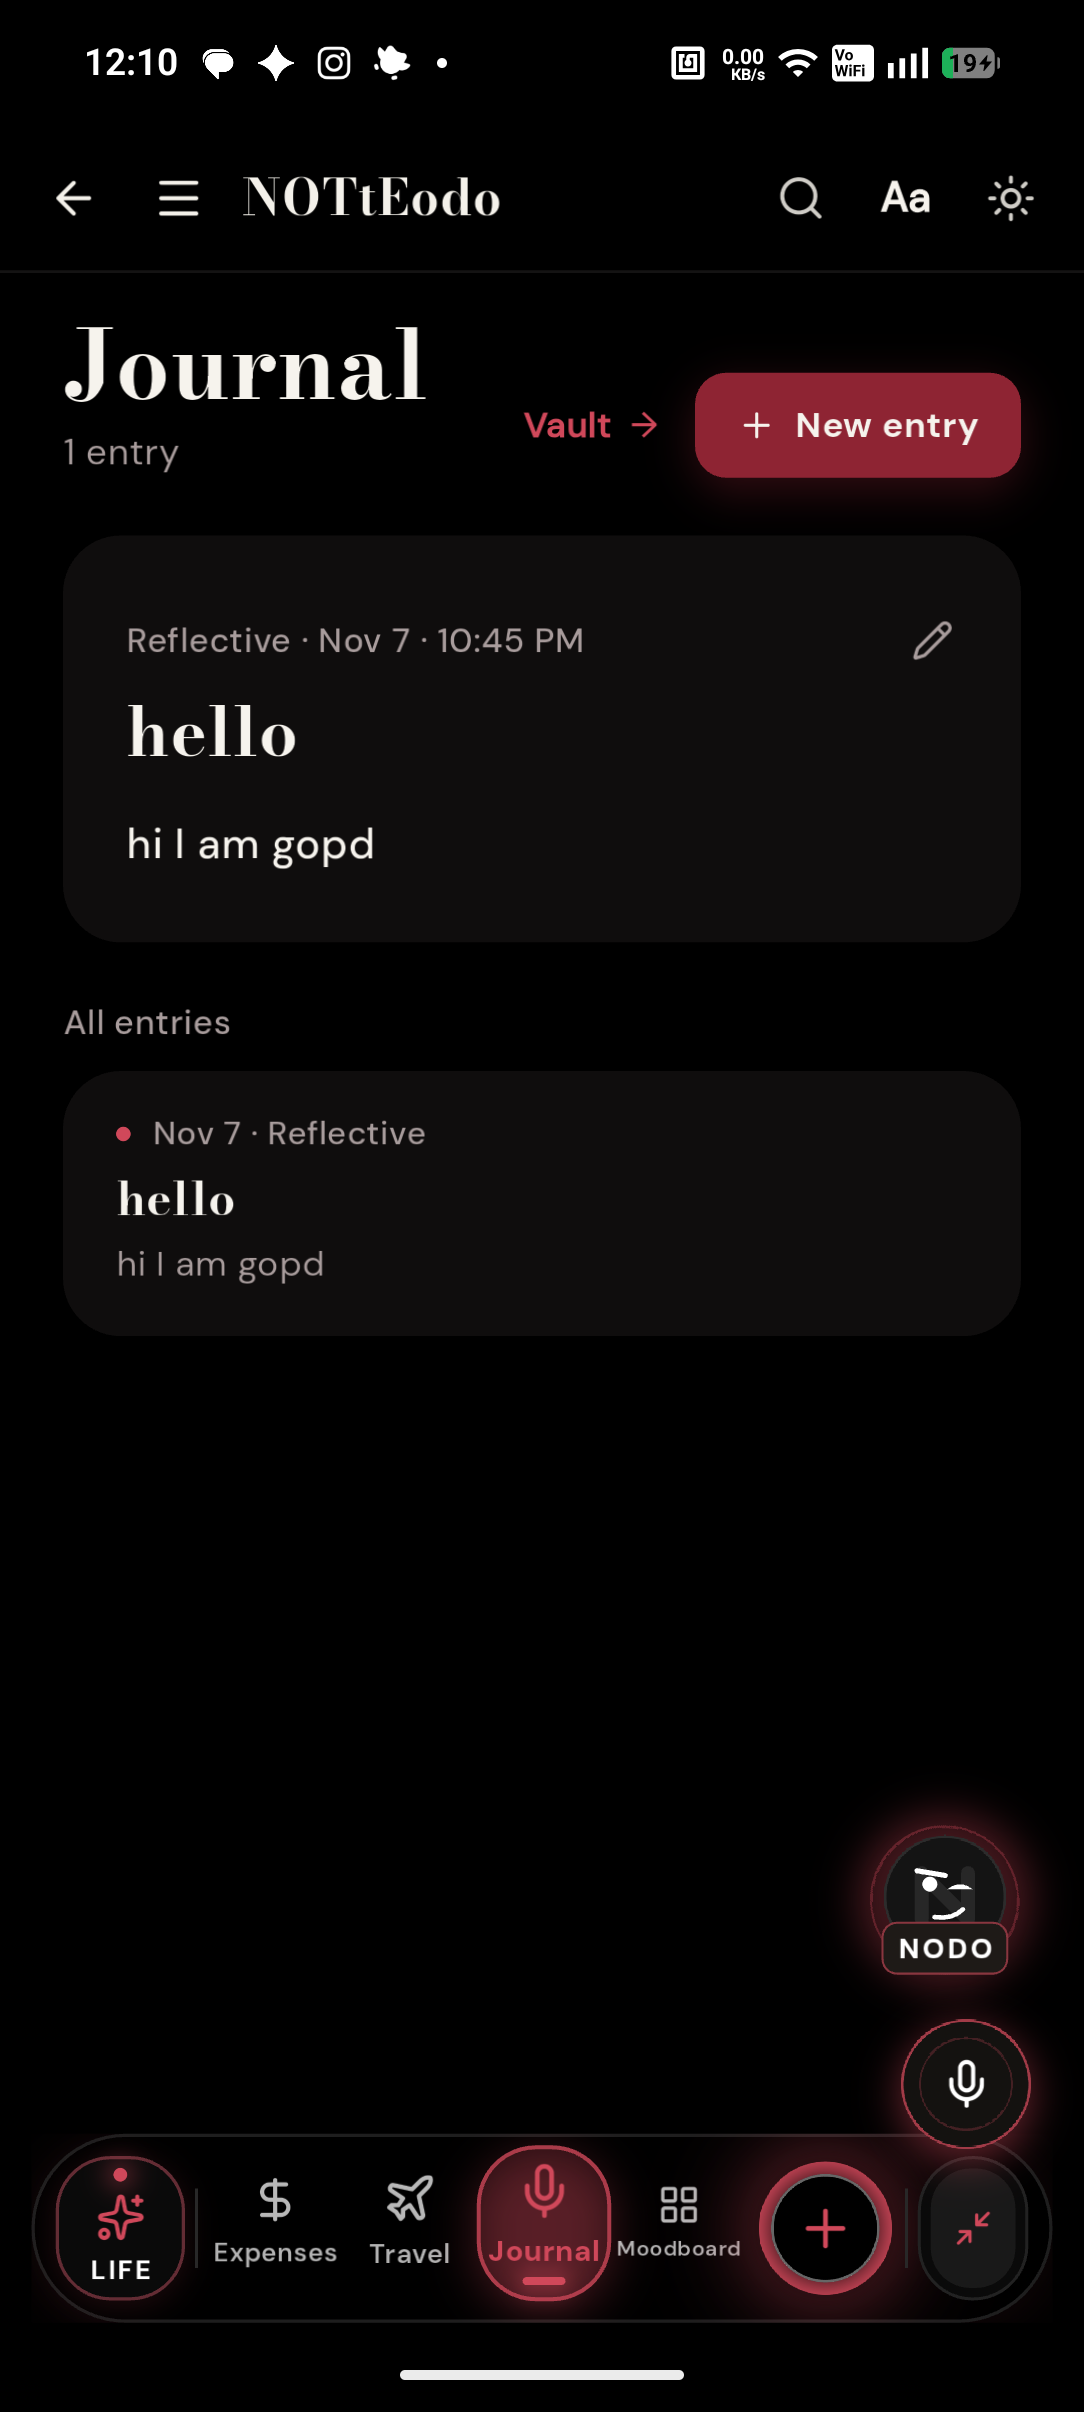 12:10
0.00 KB/s
Vo WiFi
19
NOTtEodo
Aa
Journal
1 entry
Vault
New entry
Reflective · Nov 7 · 10:45 PM
hello
hi I am gopd
All entries
Nov 7 · Reflective
hello
hi I am gopd
NODO
LIFE
Expenses
Travel
Journal
Moodboard